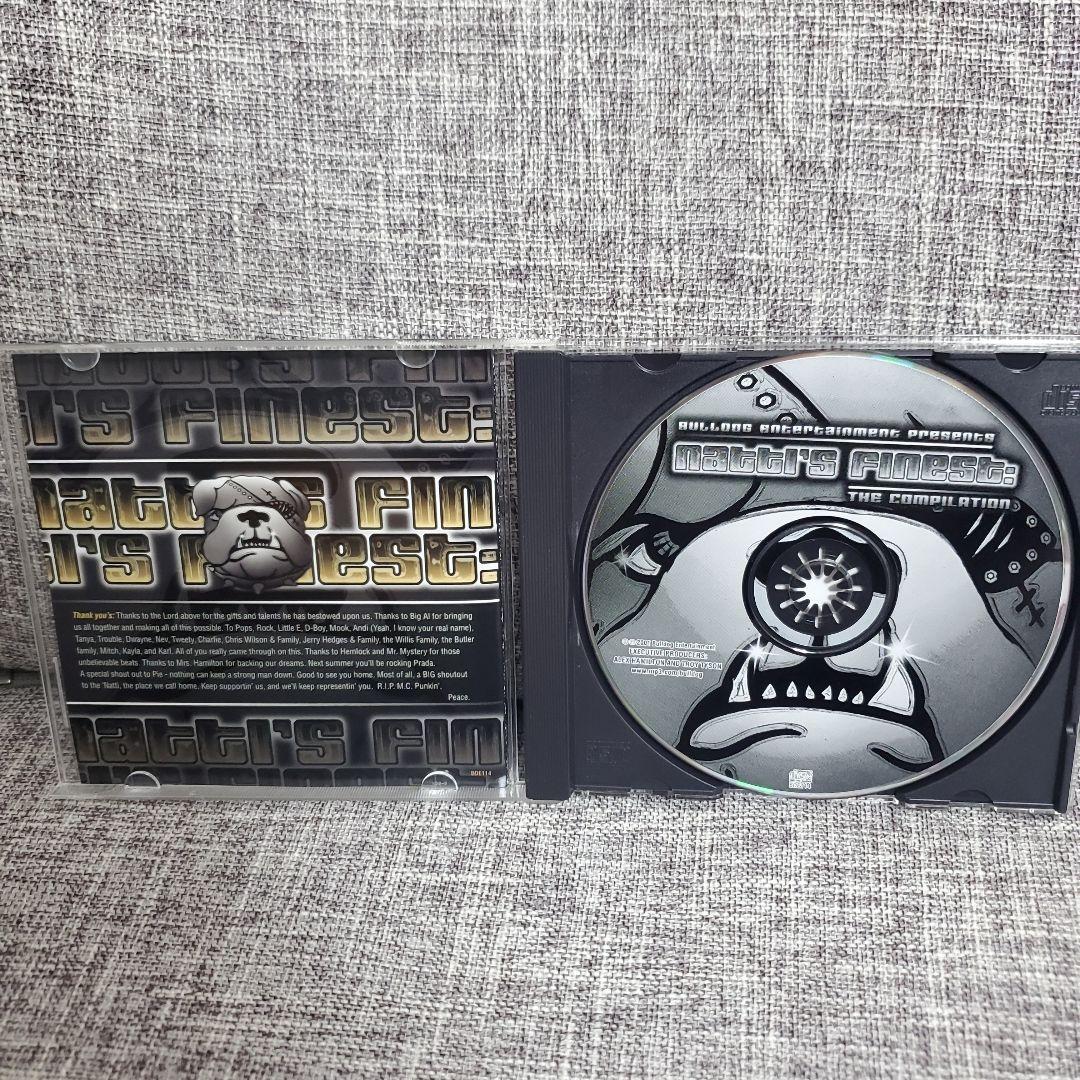 I's Finest:
Natti's Fin
I's Finest:
Thank you's: Thanks to the Lord above for the gifts and talents he has bestowed upon us. Thanks to Big Al for bringing
us all together and making all of this possible. To Pops, Rock, Little E, D-Boy, Mook, Andi (Yeah, I know your real name),
Tanya, Trouble, Dwayne, Nev, Tweety, Charlie, Chris Wilson & Family, Jerry Hedges & Family, the Willis Family, the Butler
family, Mitch, Kayla, and Karl. All of you really came through on this. Thanks to Hemlock and Mr. Mystery for those
unbelievable beats. Thanks to Mrs. Hamilton for backing our dreams. Next summer you'll be rocking Prada.
A special shout out to Pie - nothing can keep a strong man down. Good to see you home. Most of all, a BIG shoutout
to the 'Natti, the place we call home. Keep supportin' us, and we'll keep representin' you. R.I.P. M.C. Punkin'.
Peace.
Natti's Fin
BDE114
Bulldog Entertainment Presents
Natti's Finest:
The Compilation
Executive Producers:
Alex Hamilton and Troy Tyson